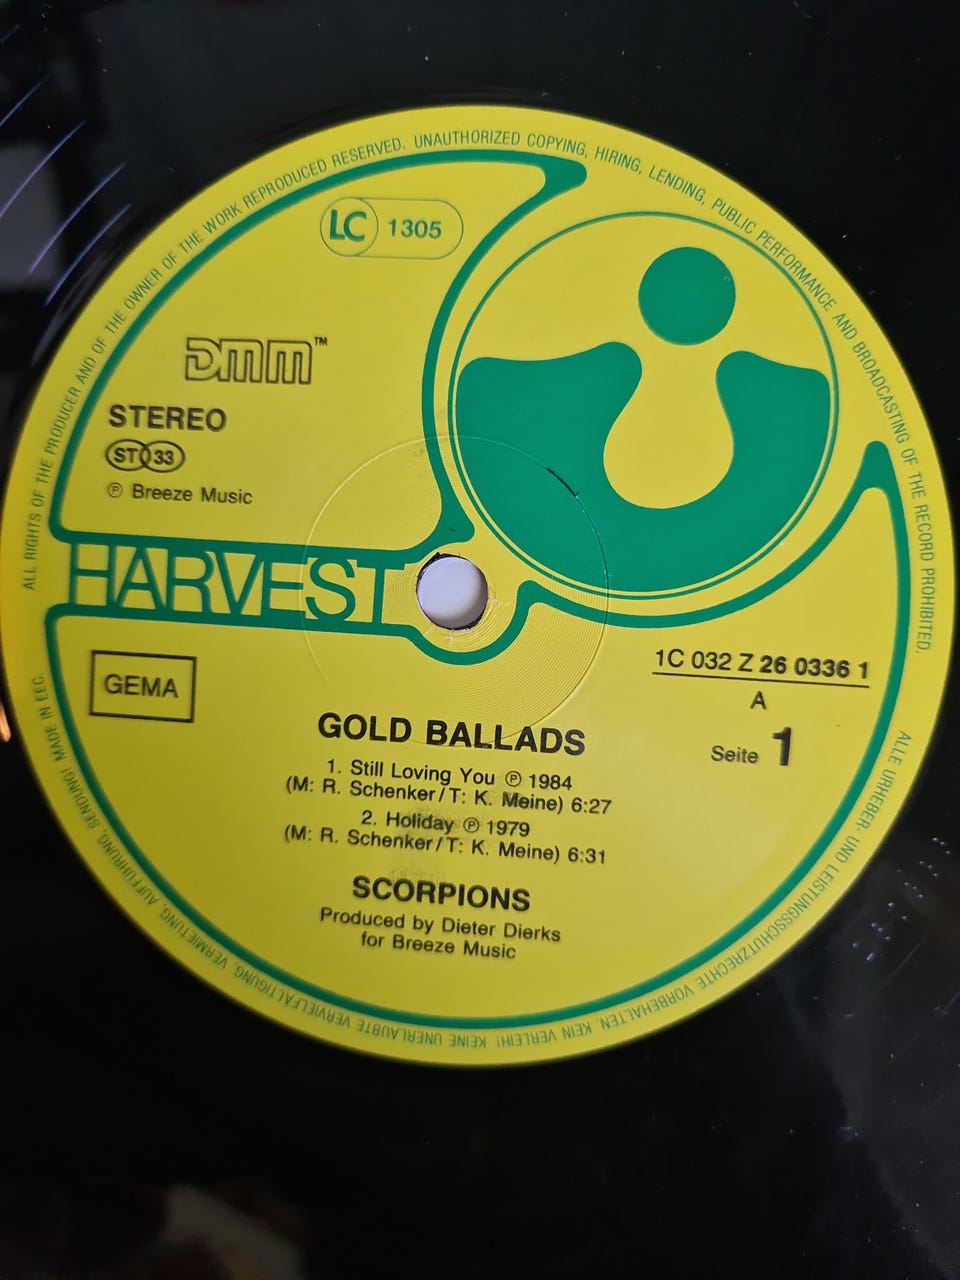 ALL RIGHTS OF THE PRODUCER AND OF THE OWNER OF THE WORK REPRODUCED RESERVED. UNAUTHORIZED COPYING, HIRING, LENDING, PUBLIC PERFORMANCE AND BROADCASTING OF THE RECORD PROHIBITED.
LC 1305
DMM™
STEREO
ST 33
Ⓟ Breeze Music
HARVEST
GEMA
1C 032 Z 26 0336 1
A
Seite 1
GOLD BALLADS
1. Still Loving You Ⓟ 1984
(M: R. Schenker/T: K. Meine) 6:27
2. Holiday Ⓟ 1979
(M: R. Schenker/T: K. Meine) 6:31
SCORPIONS
Produced by Dieter Dierks
for Breeze Music
ALLE URHEBER- UND LEISTUNGSSCHUTZRECHTE VORBEHALTEN. KEIN VERLEIH! KEINE UNERLAUBTE VERVIELFÄLTIGUNG, VERMIETUNG, AUFFÜHRUNG, SENDUNG! MADE IN EEC.